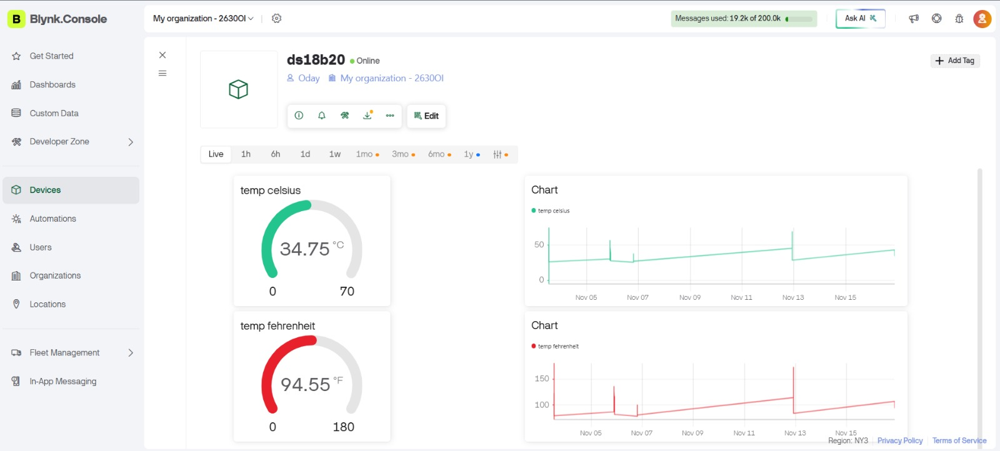 B Blynk.Console
My organization - 2630OI
Messages used: 19.2k of 200.0k
Ask AI
Get Started
Dashboards
Custom Data
Developer Zone
Devices
Automations
Users
Organizations
Locations
Fleet Management
In-App Messaging
ds18b20 Online
Oday My organization - 2630OI
Add Tag
Edit
Live 1h 6h 1d 1w 1mo 3mo 6mo 1y
temp celsius
34.75 °C
0 70
Chart
temp celsius
50
0
Nov 05 Nov 07 Nov 09 Nov 11 Nov 13 Nov 15
temp fehrenheit
94.55 °F
0 180
Chart
temp fehrenheit
150
100
Nov 05 Nov 07 Nov 09 Nov 11 Nov 13 Nov 15
Region: NY3 Privacy Policy Terms of Service